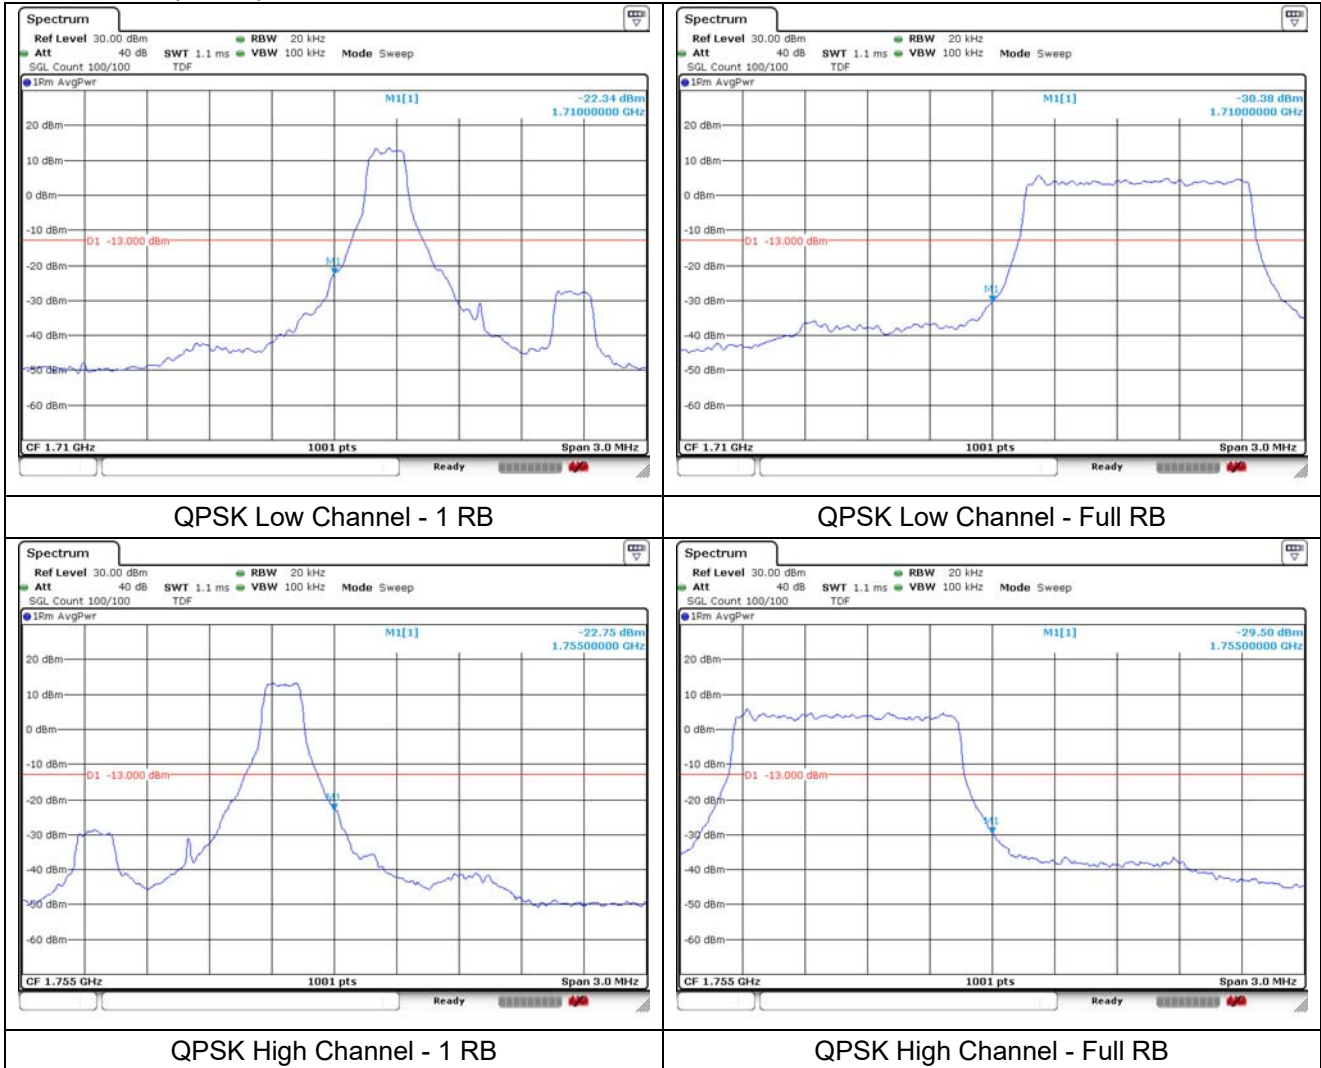 Spectrum
Ref Level 30.00 dBm RBW 20 kHz
Att 40 dB SWT 1.1 ms VBW 100 kHz Mode Sweep
SGL Count 100/100 TDF
1Rm AvgPwr
M1[1] -22.34 dBm
1.71000000 GHz
20 dBm
10 dBm
0 dBm
-10 dBm
D1 -13.000 dBm
-20 dBm
M1
-30 dBm
-40 dBm
-50 dBm
-60 dBm
CF 1.71 GHz 1001 pts Span 3.0 MHz
Ready
QPSK Low Channel - 1 RB
Spectrum
Ref Level 30.00 dBm RBW 20 kHz
Att 40 dB SWT 1.1 ms VBW 100 kHz Mode Sweep
SGL Count 100/100 TDF
1Rm AvgPwr
M1[1] -30.38 dBm
1.71000000 GHz
20 dBm
10 dBm
0 dBm
-10 dBm
D1 -13.000 dBm
-20 dBm
M1
-30 dBm
-40 dBm
-50 dBm
-60 dBm
CF 1.71 GHz 1001 pts Span 3.0 MHz
Ready
QPSK Low Channel - Full RB
Spectrum
Ref Level 30.00 dBm RBW 20 kHz
Att 40 dB SWT 1.1 ms VBW 100 kHz Mode Sweep
SGL Count 100/100 TDF
1Rm AvgPwr
M1[1] -22.75 dBm
1.75500000 GHz
20 dBm
10 dBm
0 dBm
-10 dBm
D1 -13.000 dBm
-20 dBm
M1
-30 dBm
-40 dBm
-50 dBm
-60 dBm
CF 1.755 GHz 1001 pts Span 3.0 MHz
Ready
QPSK High Channel - 1 RB
Spectrum
Ref Level 30.00 dBm RBW 20 kHz
Att 40 dB SWT 1.1 ms VBW 100 kHz Mode Sweep
SGL Count 100/100 TDF
1Rm AvgPwr
M1[1] -29.50 dBm
1.75500000 GHz
20 dBm
10 dBm
0 dBm
-10 dBm
D1 -13.000 dBm
-20 dBm
M1
-30 dBm
-40 dBm
-50 dBm
-60 dBm
CF 1.755 GHz 1001 pts Span 3.0 MHz
Ready
QPSK High Channel - Full RB